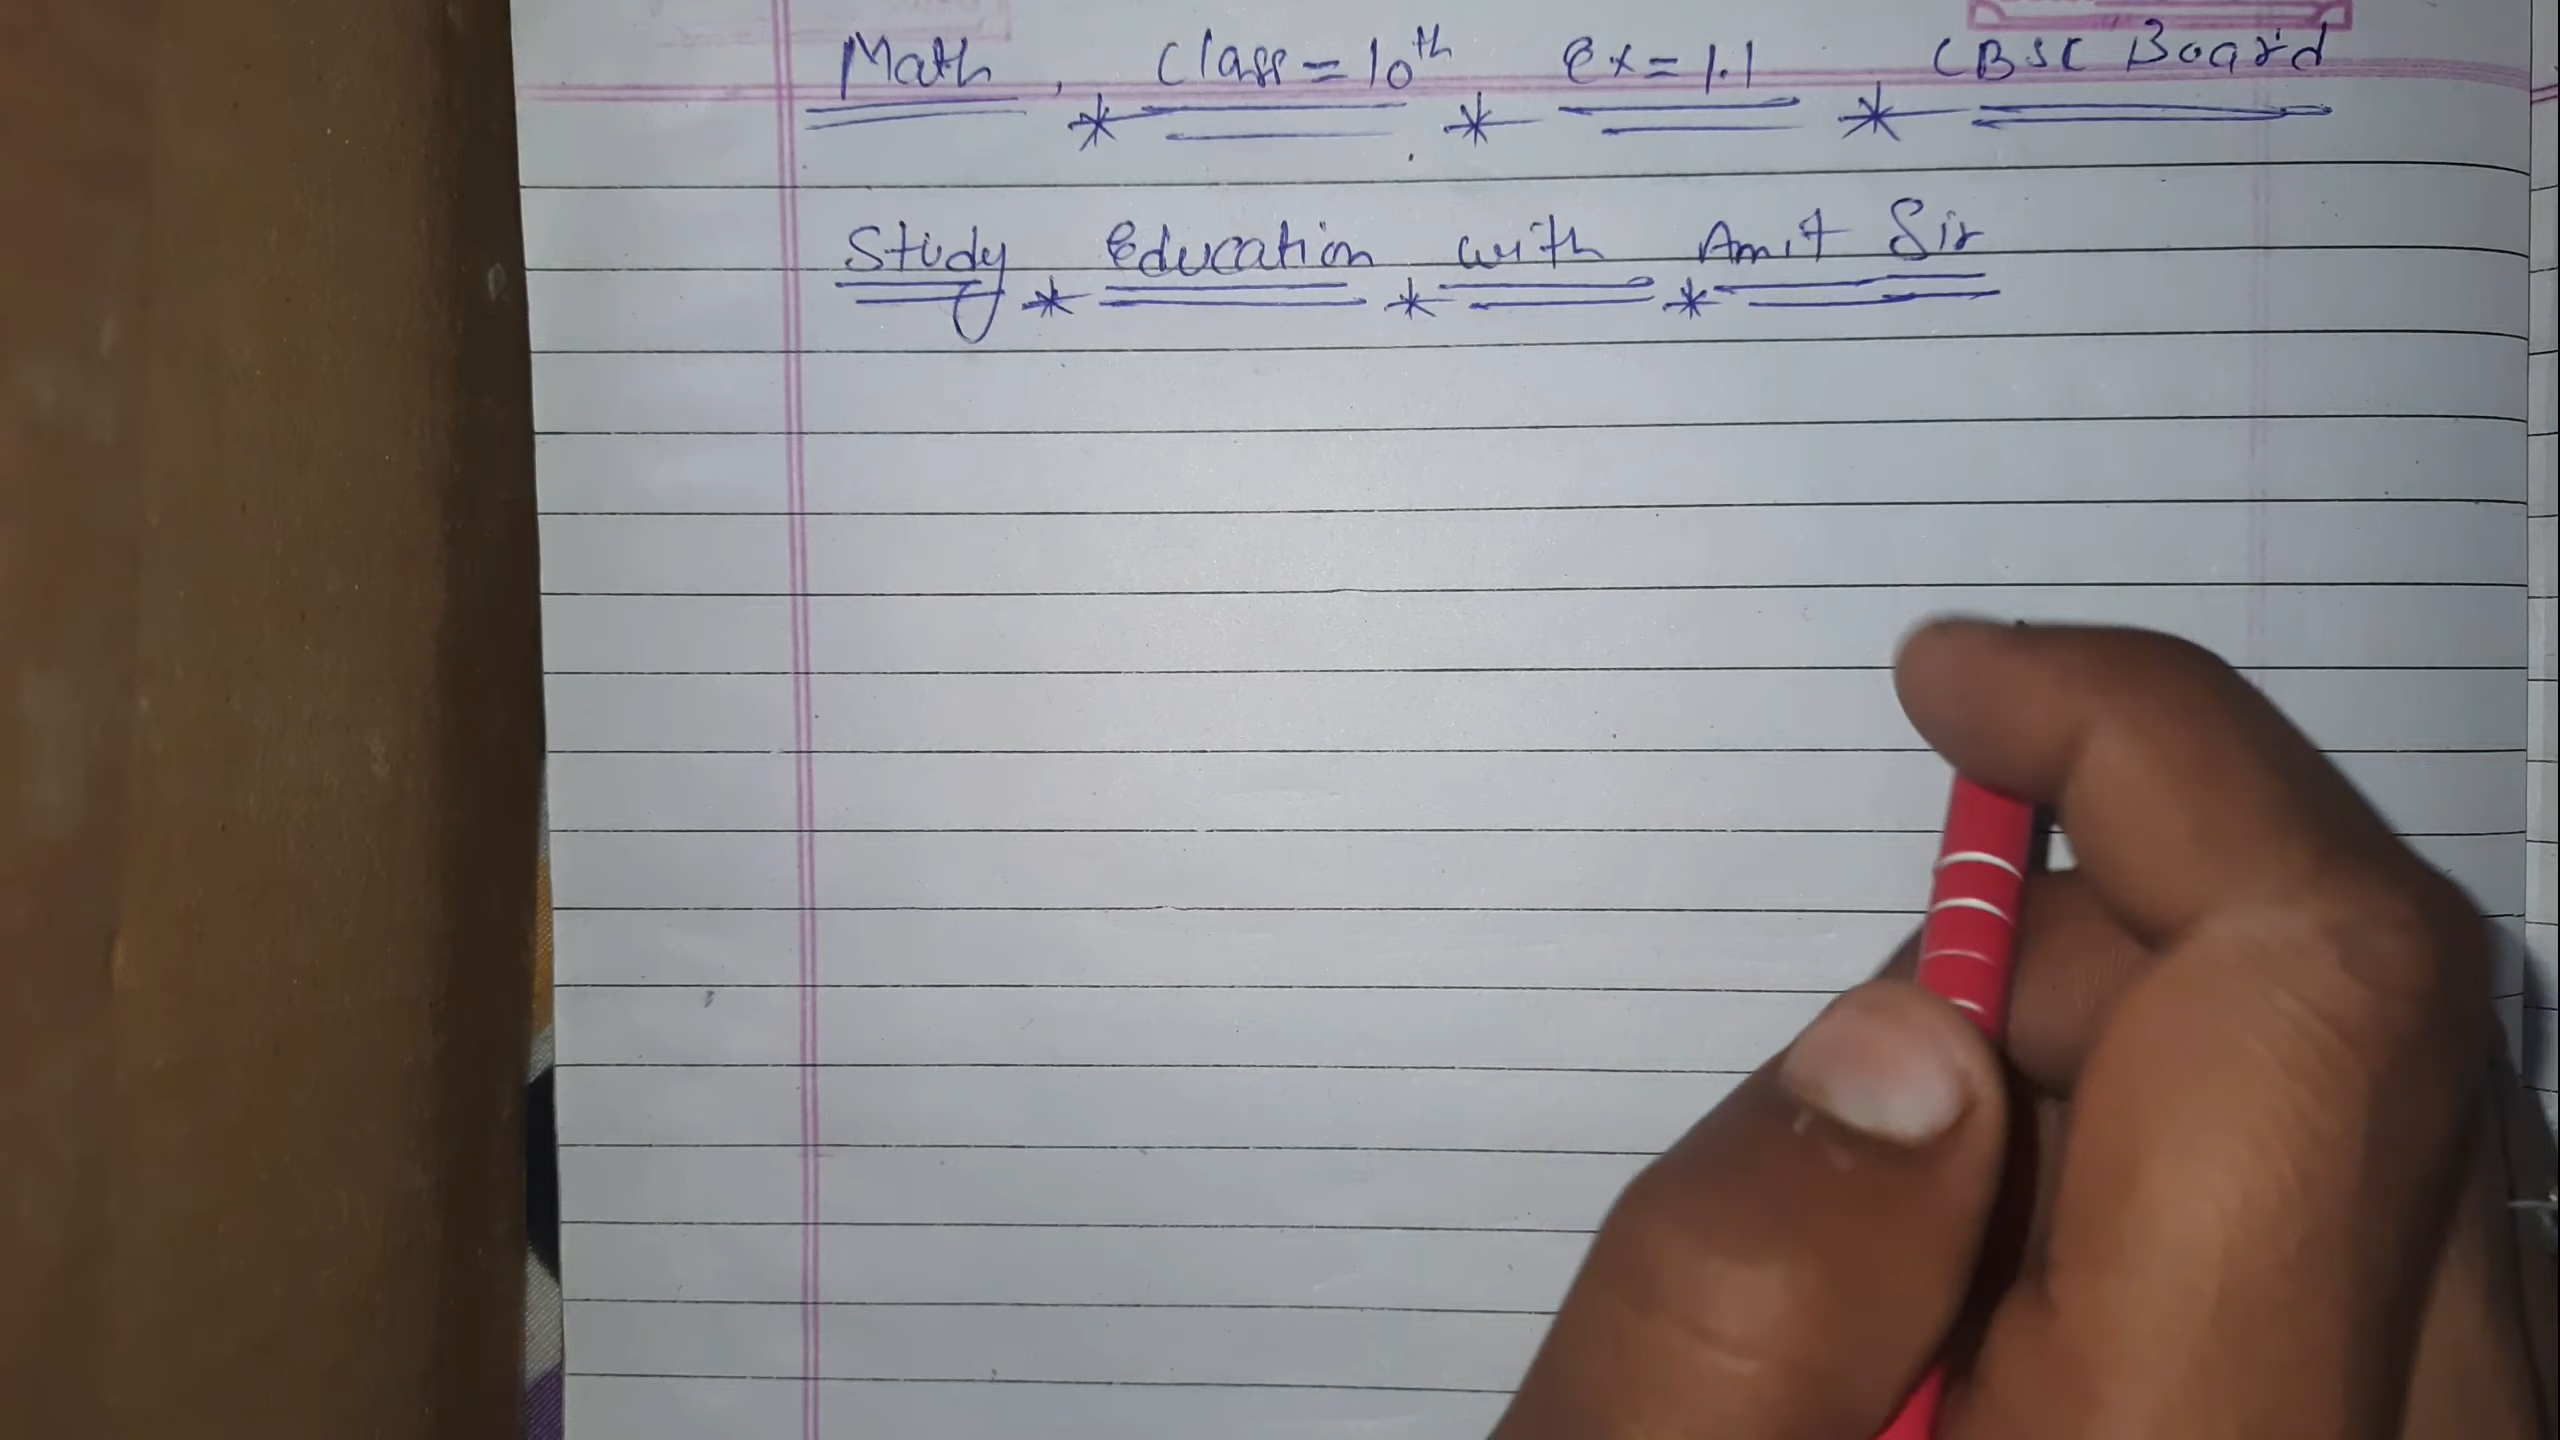 Math, Class = 10th Ex = 1.1 CBSC Board
Study Education with Amit Sir